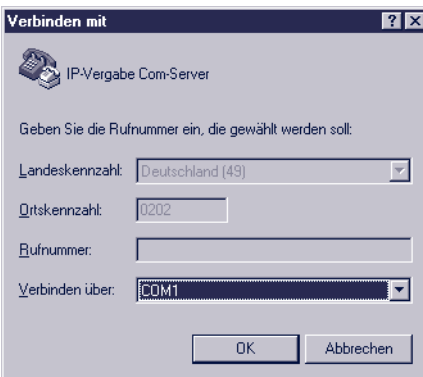 Verbinden mit
IP-Vergabe Com-Server
Geben Sie die Rufnummer ein, die gewählt werden soll:
Landeskennzahl: Deutschland (49)
Ortskennzahl: 0202
Rufnummer:
Verbinden über: COM1
OK Abbrechen